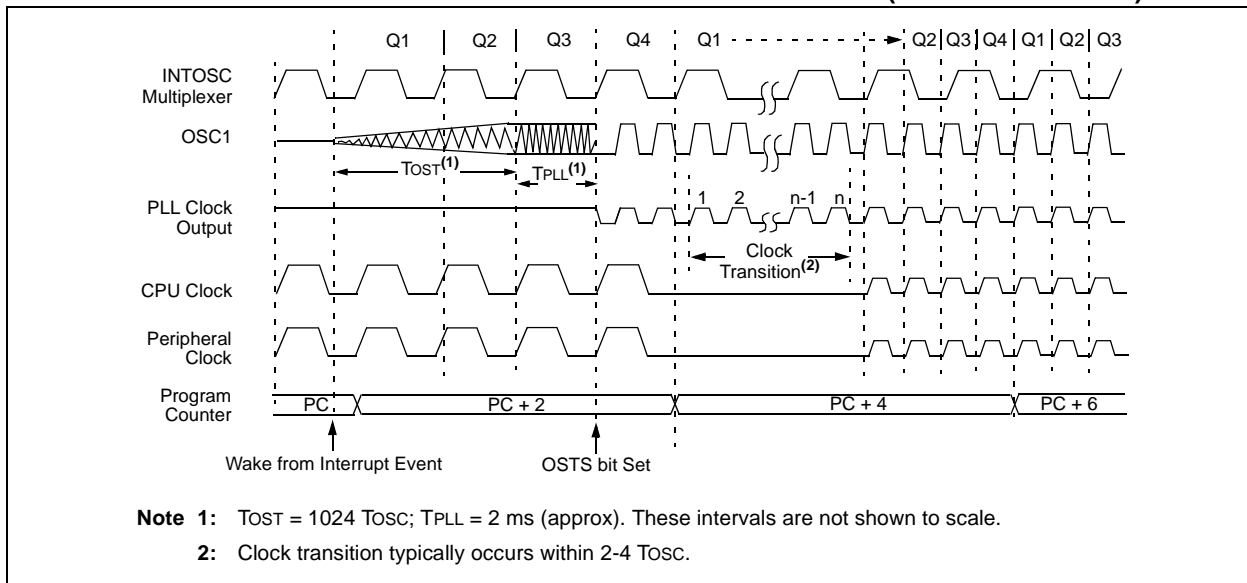 Q1 Q2 Q3 Q4 Q1 Q2 Q3 Q4 Q1 Q2 Q3
INTOSC
Multiplexer
OSC1
TOST(1)
TPLL(1)
PLL Clock
Output
1 2 n-1 n
Clock
Transition(2)
CPU Clock
Peripheral
Clock
Program
Counter
PC PC + 2 PC + 4 PC + 6
Wake from Interrupt Event OSTS bit Set
Note 1: TOST = 1024 TOSC; TPLL = 2 ms (approx). These intervals are not shown to scale.
2: Clock transition typically occurs within 2-4 TOSC.